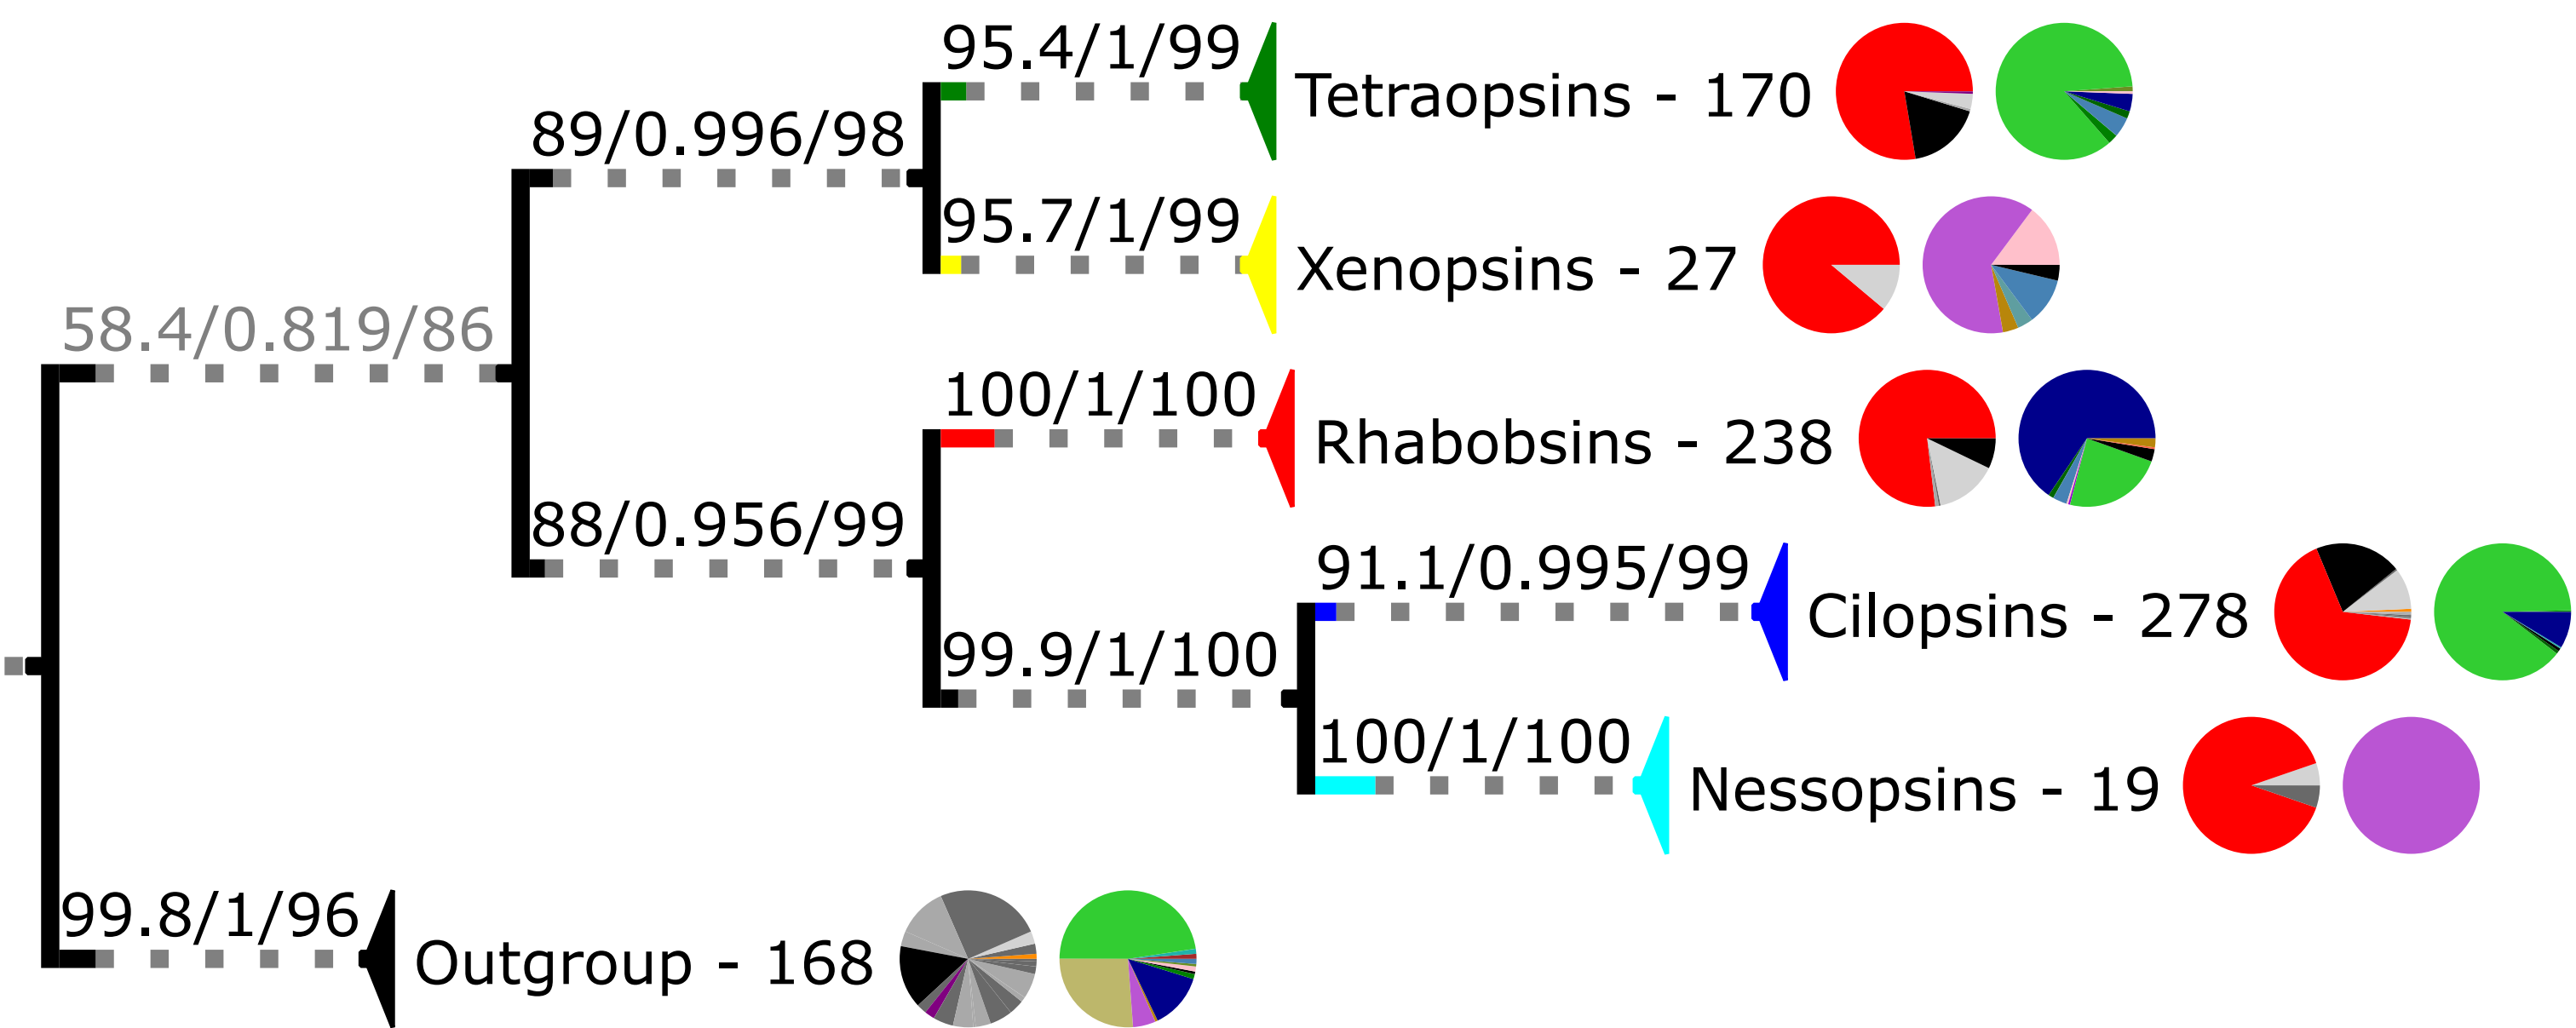 95.4/1/99
Tetraopsins - 170
89/0.996/98
95.7/1/99
Xenopsins - 27
58.4/0.819/86
100/1/100
Rhabobsins - 238
88/0.956/99
91.1/0.995/99
Cilopsins - 278
99.9/1/100
100/1/100
Nessopsins - 19
99.8/1/96
Outgroup - 168